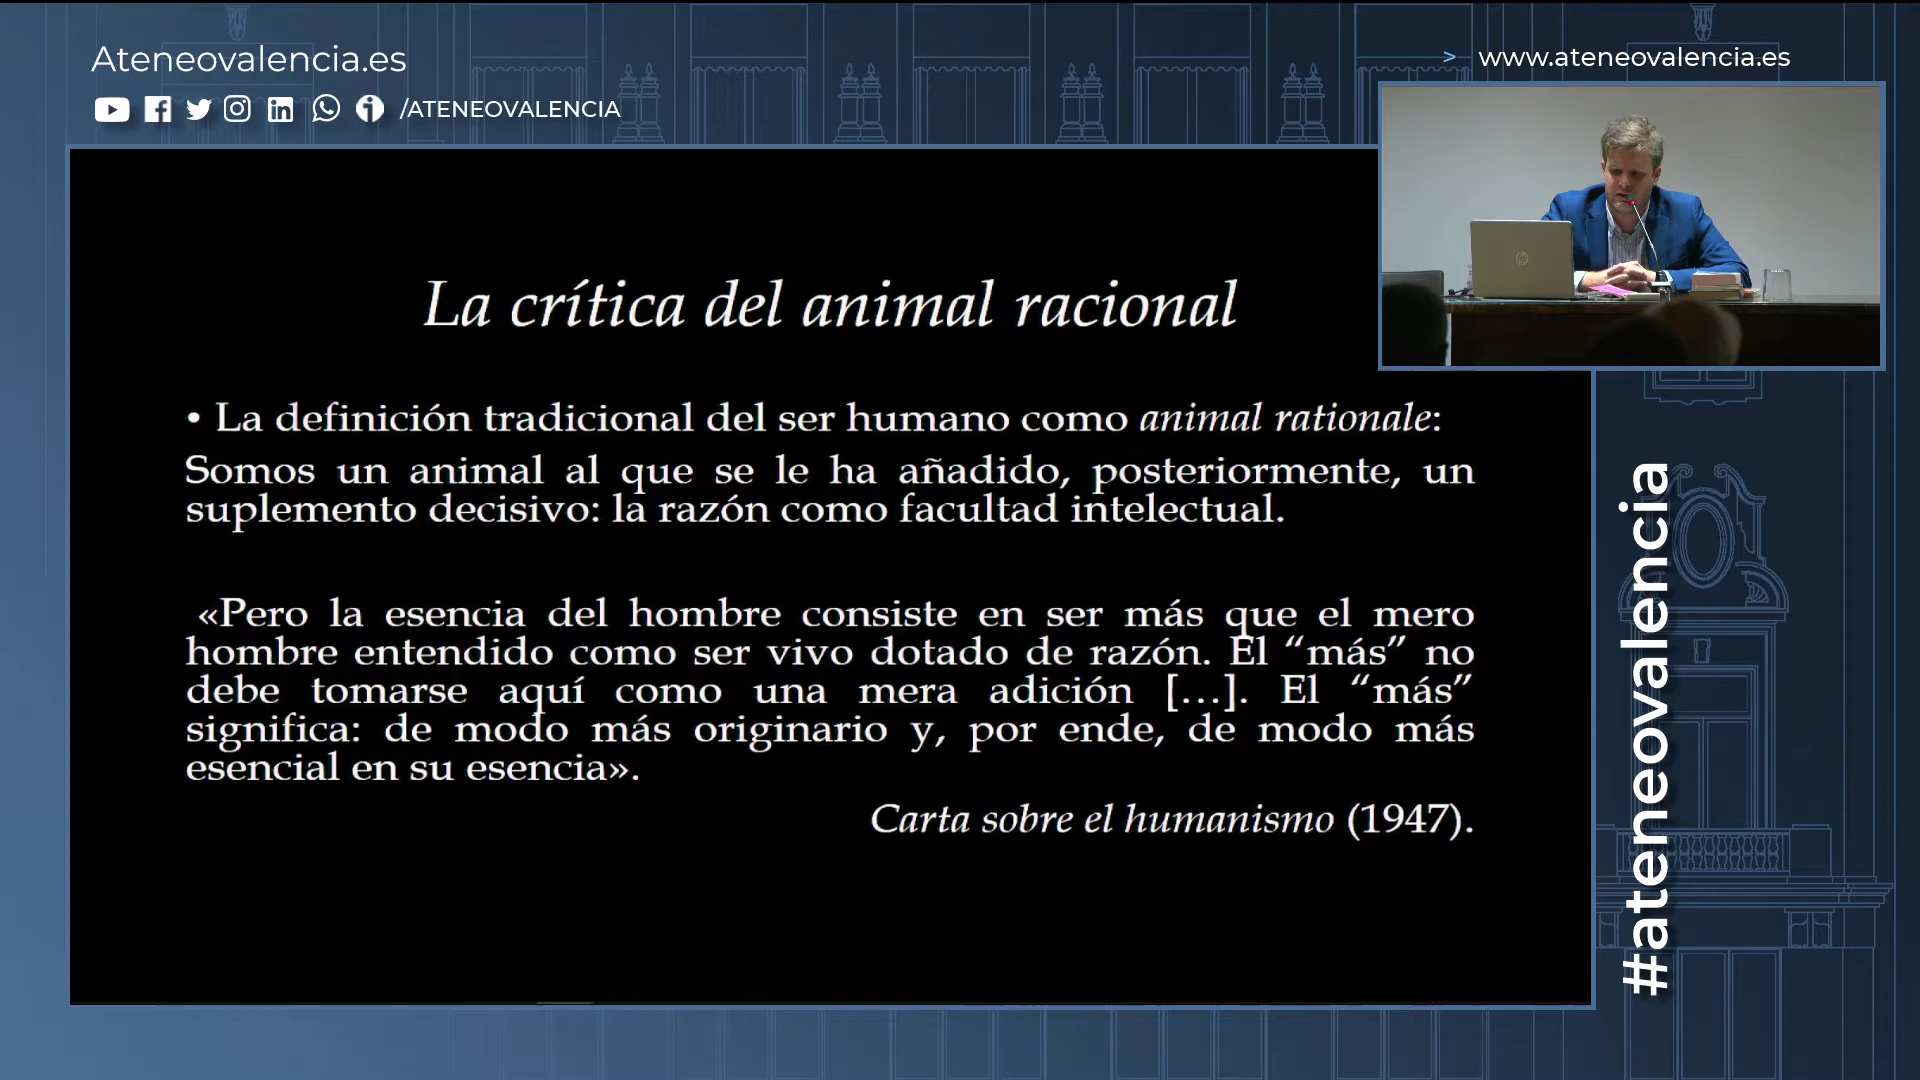 Ateneovalencia.es
/ATENEOVALENCIA
> www.ateneovalencia.es
La crítica del animal racional
• La definición tradicional del ser humano como animal rationale:
Somos un animal al que se le ha añadido, posteriormente, un
suplemento decisivo: la razón como facultad intelectual.
«Pero la esencia del hombre consiste en ser más que el mero
hombre entendido como ser vivo dotado de razón. El “más” no
debe tomarse aquí como una mera adición [...]. El “más”
significa: de modo más originario y, por ende, de modo más
esencial en su esencia».
Carta sobre el humanismo (1947).
#ateneovalencia
hp